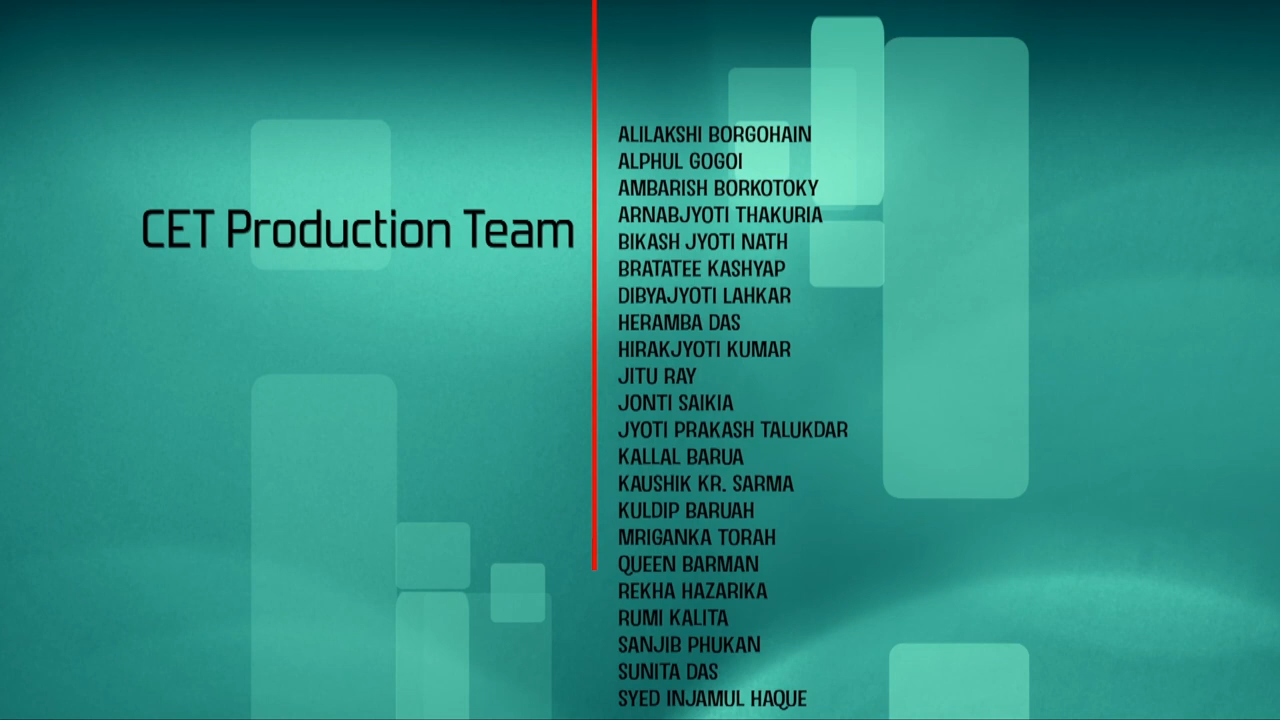 CET Production Team
ALILAKSHI BORGOHAIN
ALPHUL GOGOI
AMBARISH BORKOTOKY
ARNABJYOTI THAKURIA
BIKASH JYOTI NATH
BRATATEE KASHYAP
DIBYAJYOTI LAHKAR
HERAMBA DAS
HIRAKJYOTI KUMAR
JITU RAY
JONTI SAIKIA
JYOTI PRAKASH TALUKDAR
KALLAL BARUA
KAUSHIK KR. SARMA
KULDIP BARUAH
MRIGANKA TORAH
QUEEN BARMAN
REKHA HAZARIKA
RUMI KALITA
SANJIB PHUKAN
SUNITA DAS
SYED INJAMUL HAQUE